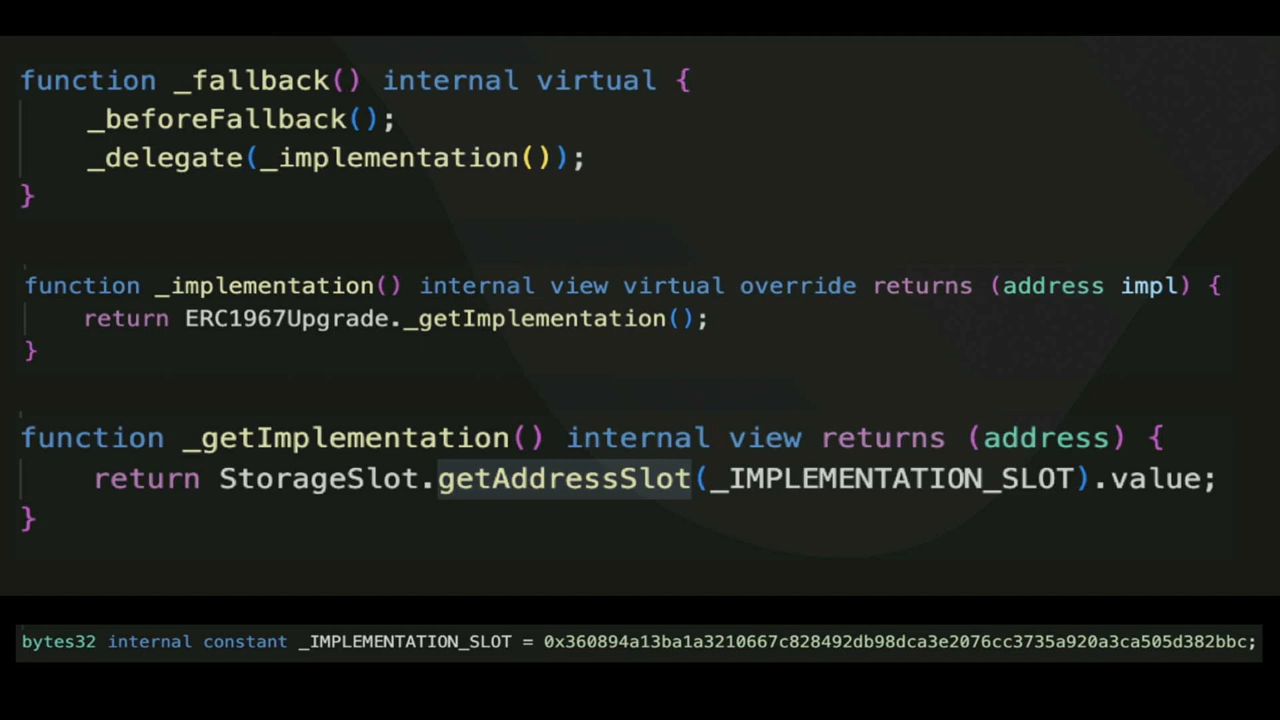 function _fallback() internal virtual {
_beforeFallback();
_delegate(_implementation());
}
function _implementation() internal view virtual override returns (address impl) {
return ERC1967Upgrade._getImplementation();
}
function _getImplementation() internal view returns (address) {
return StorageSlot.getAddressSlot(_IMPLEMENTATION_SLOT).value;
}
bytes32 internal constant _IMPLEMENTATION_SLOT = 0x360894a13ba1a3210667c828492db98dca3e2076cc3735a920a3ca505d382bbc;